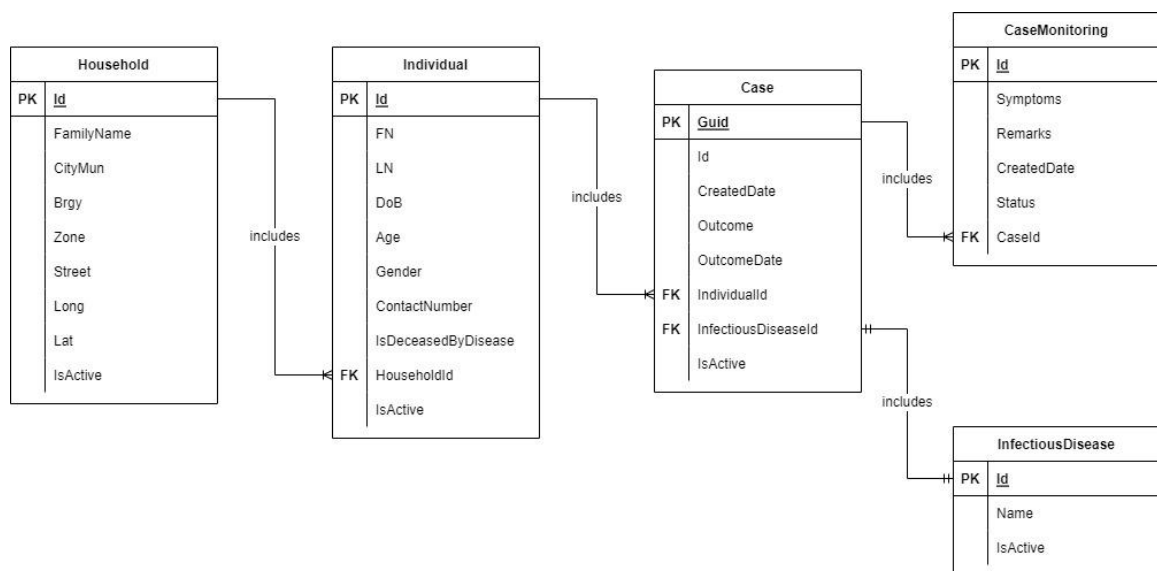 Household
PK Id
FamilyName
CityMun
Brgy
Zone
Street
Long
Lat
IsActive
includes
Individual
PK Id
FN
LN
DoB
Age
Gender
ContactNumber
IsDeceasedByDisease
FK HouseholdId
IsActive
includes
Case
PK Guid
Id
CreatedDate
Outcome
OutcomeDate
FK IndividualId
FK InfectiousDiseaseId
IsActive
includes
CaseMonitoring
PK Id
Symptoms
Remarks
CreatedDate
Status
FK CaseId
includes
InfectiousDisease
PK Id
Name
IsActive